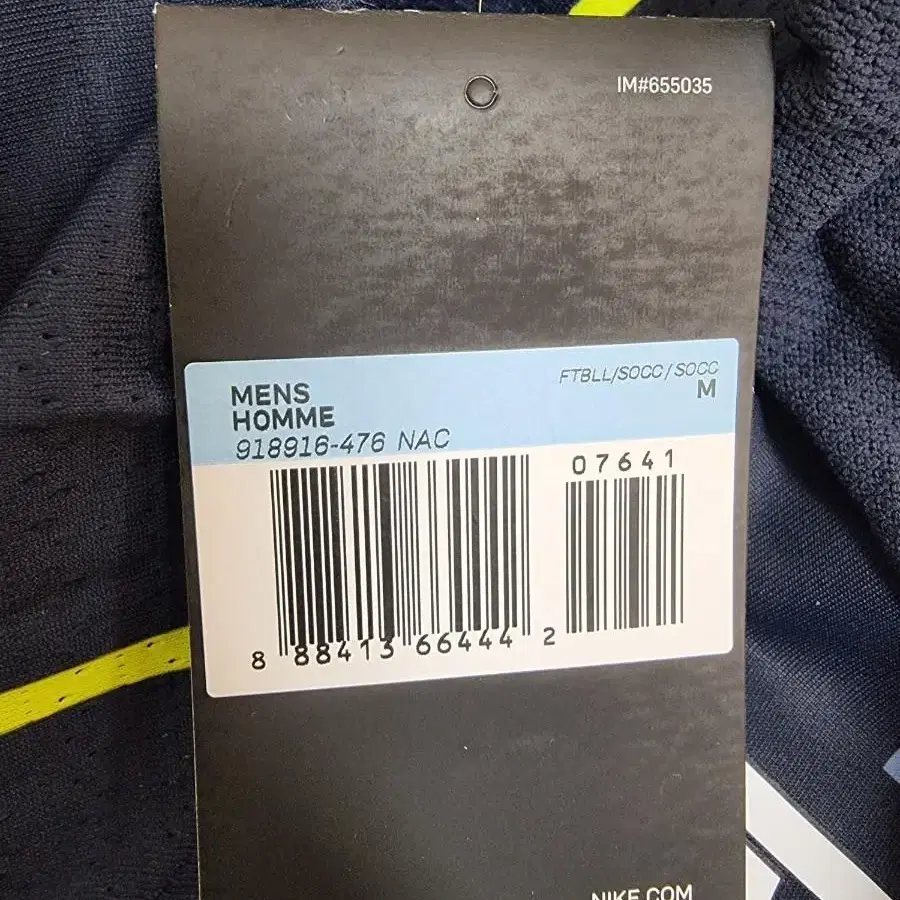 IM#655035
FTBLL/SOCC/SOCC
MENS M
HOMME
918916-476 NAC
07641
8 88413 66444 2
NIKE.COM